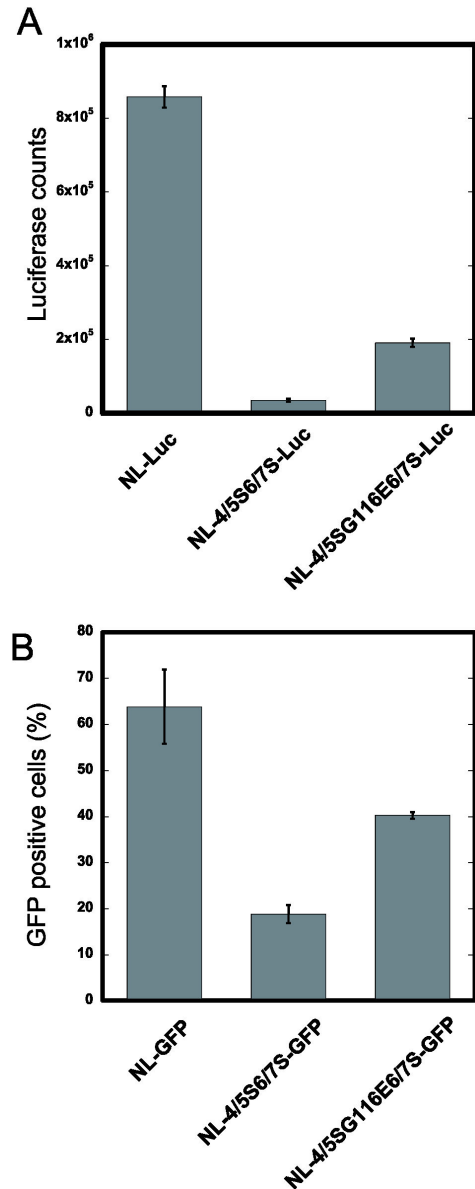 A
1x10⁶
8x10⁵
6x10⁵
4x10⁵
2x10⁵
0
Luciferase counts
NL-Luc
NL-4/5S6/7S-Luc
NL-4/5SG116E6/7S-Luc
B
80
70
60
50
40
30
20
10
0
GFP positive cells (%)
NL-GFP
NL-4/5S6/7S-GFP
NL-4/5SG116E6/7S-GFP